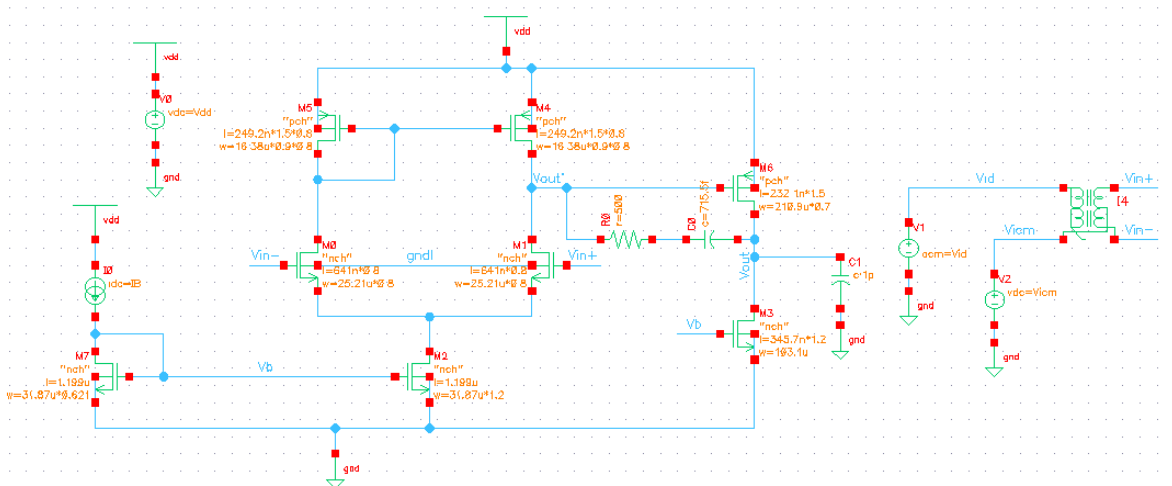 vdd
vdd
V0
vdc=Vdd
gnd
vdd
I0
idc=IB
M7
"nch"
l=1.199u
w=31.87u*0.621
Vb
M5
"pch"
l=249.2n*1.5*0.8
w=16.38u*0.9*0.8
M4
"pch"
l=249.2n*1.5*0.8
w=16.38u*0.9*0.8
Vout'
M0
"nch"
l=641n*0.8
w=25.21u*0.8
Vin-
gnd!
M1
"nch"
l=641n*0.8
w=25.21u*0.8
Vin+
M2
"nch"
l=1.199u
w=31.87u*1.2
gnd
R0
r=500
C0
c=715.5f
M6
"pch"
l=232.1n*1.5
w=210.9u*0.7
Vout
C1
c:1p
gnd
Vb
M3
"nch"
l=345.7n*1.2
w=193.1u
Vid
V1
acm=Vid
gnd
Vicm
V2
vdc=Vicm
gnd
Vin+
Vin-